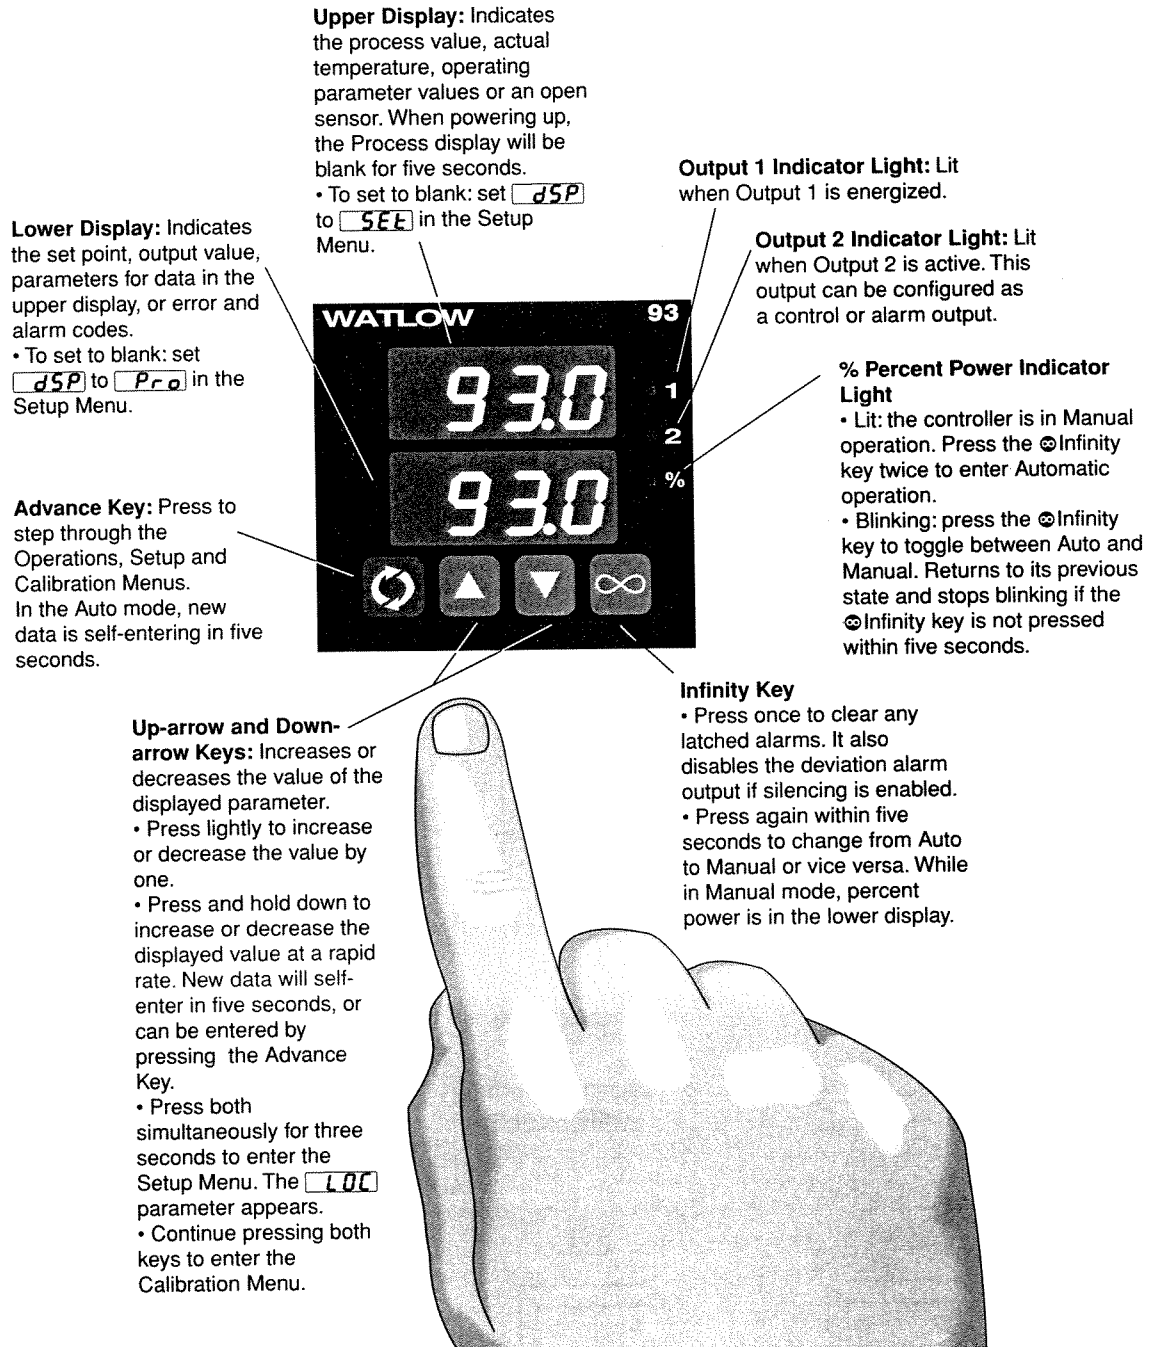 Upper Display: Indicates
the process value, actual
temperature, operating
parameter values or an open
sensor. When powering up,
the Process display will be
blank for five seconds.
• To set to blank: set dSP
to SEt in the Setup
Menu.
Output 1 Indicator Light: Lit
when Output 1 is energized.
Lower Display: Indicates
the set point, output value,
parameters for data in the
upper display, or error and
alarm codes.
• To set to blank: set
dSP to Pro in the
Setup Menu.
Output 2 Indicator Light: Lit
when Output 2 is active. This
output can be configured as
a control or alarm output.
WATLOW 93
93.0
1
2
93.0
%
% Percent Power Indicator
Light
• Lit: the controller is in Manual
operation. Press the ∞ Infinity
key twice to enter Automatic
operation.
• Blinking: press the ∞ Infinity
key to toggle between Auto and
Manual. Returns to its previous
state and stops blinking if the
∞ Infinity key is not pressed
within five seconds.
Advance Key: Press to
step through the
Operations, Setup and
Calibration Menus.
In the Auto mode, new
data is self-entering in five
seconds.
∞
Infinity Key
• Press once to clear any
latched alarms. It also
disables the deviation alarm
output if silencing is enabled.
• Press again within five
seconds to change from Auto
to Manual or vice versa. While
in Manual mode, percent
power is in the lower display.
Up-arrow and Down-
arrow Keys: Increases or
decreases the value of the
displayed parameter.
• Press lightly to increase
or decrease the value by
one.
• Press and hold down to
increase or decrease the
displayed value at a rapid
rate. New data will self-
enter in five seconds, or
can be entered by
pressing the Advance
Key.
• Press both
simultaneously for three
seconds to enter the
Setup Menu. The LOC
parameter appears.
• Continue pressing both
keys to enter the
Calibration Menu.